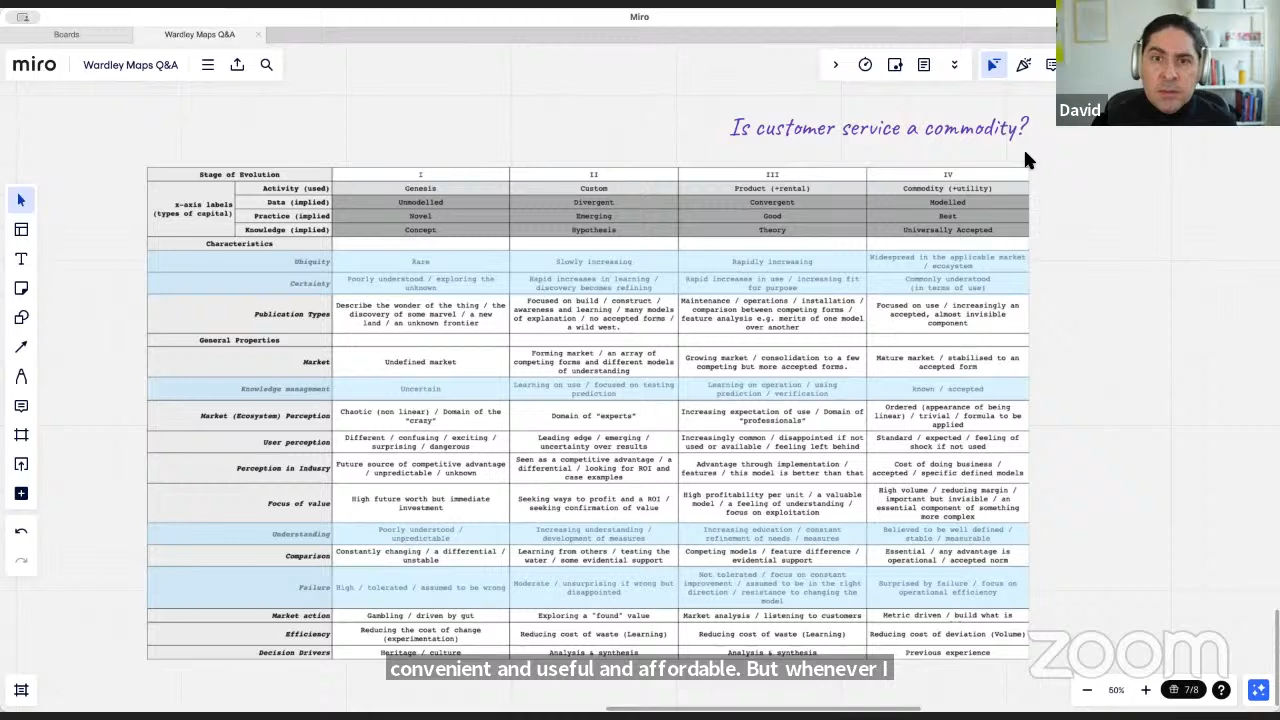 Miro
Boards
Wardley Maps Q&A
miro
Wardley Maps Q&A
David
Is customer service a commodity?
Stage of Evolution I II III IV
x-axis labels
(types of capital)
Activity (used) Genesis Custom Product (+rental) Commodity (+utility)
Data (implied) Unmodelled Divergent Convergent Modelled
Practice (implied Novel Emerging Good Best
Knowledge (implied) Concept Hypothesis Theory Universally Accepted
Characteristics
Ubiquity Rare Slowly increasing Rapidly increasing Widespread in the applicable market
/ ecosystem
Certainty Poorly understood / exploring the
unknown
Rapid increases in learning /
discovery becomes refining
Rapid increases in use / increasing fit
for purpose
Commonly understood
(in terms of use)
Publication Types
Describe the wonder of the thing / the
discovery of some marvel / a new
land / an unknown frontier
Focused on build / construct /
awareness and learning / many models
of explanation / no accepted forms /
a wild west.
Maintenance / operations / installation /
comparison between competing forms /
feature analysis e.g. merits of one model
over another
Focused on use / increasingly an
accepted, almost invisible
component
General Properties
Market Undefined market
Forming market / an array of
competing forms and different models
of understanding
Growing market / consolidation to a few
competing but more accepted forms.
Mature market / stabilised to an
accepted form
Knowledge management Uncertain
Learning on use / focused on testing
prediction
Learning on operation / using
prediction / verification
known / accepted
Market (Ecosystem) Perception
Chaotic (non linear) / Domain of the
"crazy"
Domain of "experts"
Increasing expectation of use / Domain of
"professionals"
Ordered (appearance of being
linear) / trivial / formula to be
applied
User perception
Different / confusing / exciting /
surprising / dangerous
Leading edge / emerging /
uncertainty over results
Increasingly common / disappointed if not
used or available / feeling left behind
Standard / expected / feeling of
shock if not used
Perception in Indusry
Future source of competitive advantage
/ unpredictable / unknown
Seen as a competitive advantage / a
differential / looking for ROI and
case examples
Advantage through implementation /
features / this model is better than that
Cost of doing business /
accepted / specific defined models
Focus of value
High future worth but immediate
investment
Seeking ways to profit and a ROI /
seeking confirmation of value
High profitability per unit / a valuable
model / a feeling of understanding /
focus on exploitation
High volume / reducing margin /
important but invisible / an
essential component of something
more complex
Understanding
Poorly understood /
unpredictable
Increasing understanding /
development of measures
Increasing education / constant
refinement of needs / measures
Believed to be well defined /
stable / measurable
Comparison
Constantly changing / a differential /
unstable
Learning from others / testing the
water / some evidential support
Competing models / feature difference /
evidential support
Essential / any advantage is
operational / accepted norm
Failure High / tolerated / assumed to be wrong
Moderate / unsurprising if wrong but
disappointed
Not tolerated / focus on constant
improvement / assumed to be in the right
direction / resistance to changing the
model
Surprised by failure / focus on
operational efficiency
Market action Gambling / driven by gut Exploring a "found" value Market analysis / listening to customers Metric driven / build what is
Efficiency
Reducing the cost of change
(experimentation)
Reducing cost of waste (Learning) Reducing cost of waste (Learning) Reducing cost of deviation (Volume)
Decision Drivers Heritage / culture Analysis & synthesis Analysis & synthesis Previous experience
convenient and useful and affordable. But whenever I
zoom
50%
7/8